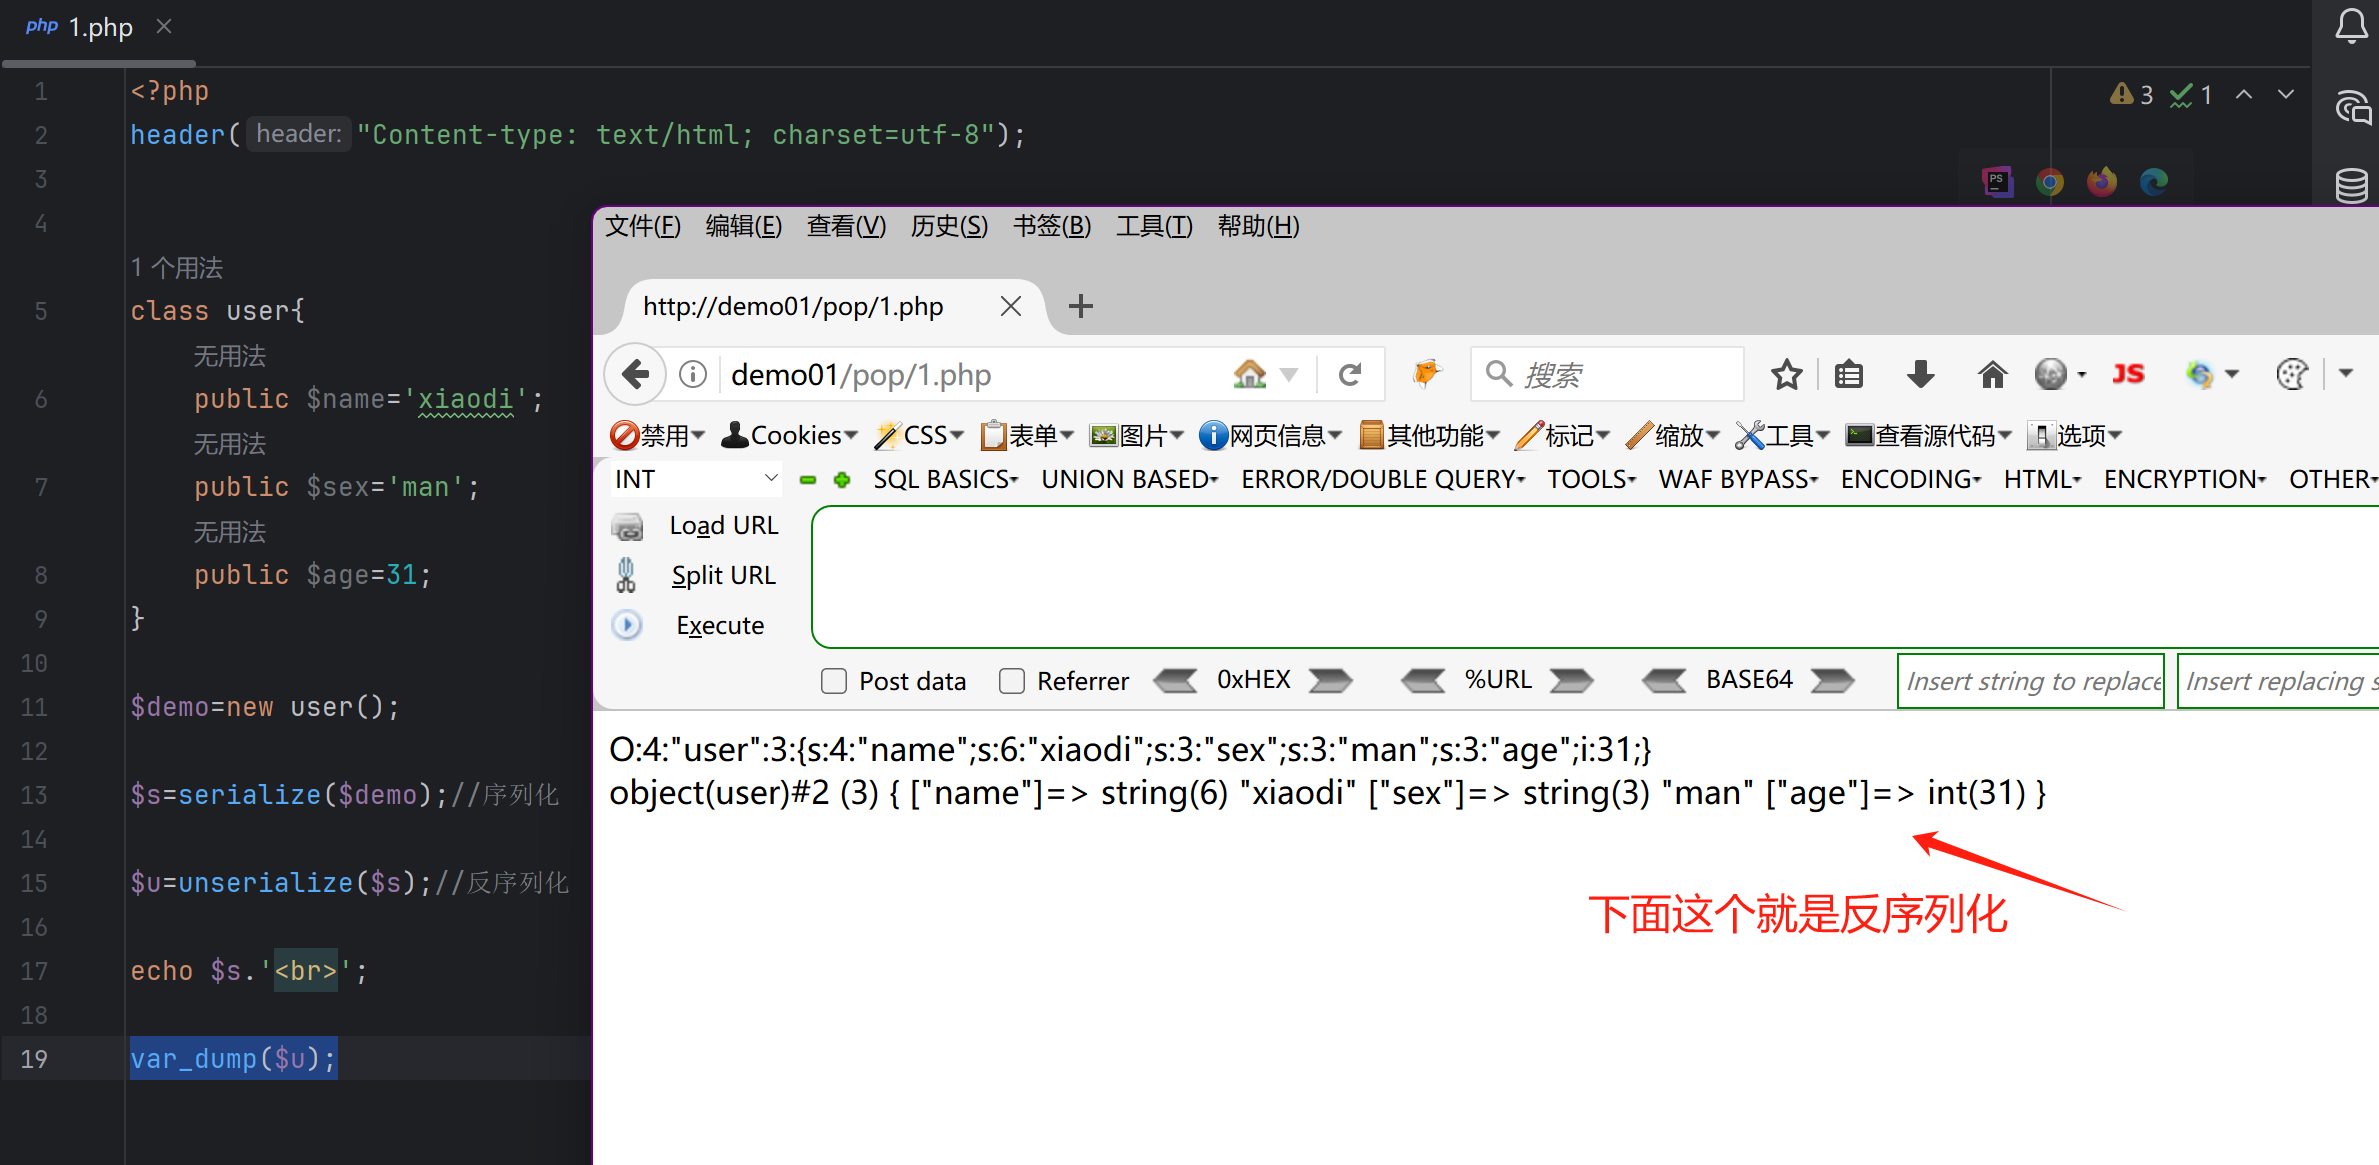 php 1.php
1 <?php
2 header( header: "Content-type: text/html; charset=utf-8");
3
4
1 个用法
5 class user{
无用法
6 public $name='xiaodi';
无用法
7 public $sex='man';
无用法
8 public $age=31;
9 }
10
11 $demo=new user();
12
13 $s=serialize($demo);//序列化
14
15 $u=unserialize($s);//反序列化
16
17 echo $s.'<br>';
18
19 var_dump($u);
3 1
PS
文件(F) 编辑(E) 查看(V) 历史(S) 书签(B) 工具(T) 帮助(H)
http://demo01/pop/1.php
demo01/pop/1.php 搜索 JS
禁用 Cookies CSS 表单 图片 网页信息 其他功能 标记 缩放 工具 查看源代码 选项
INT SQL BASICS UNION BASED ERROR/DOUBLE QUERY TOOLS WAF BYPASS ENCODING HTML ENCRYPTION OTHER
Load URL
Split URL
Execute
Post data Referrer 0xHEX %URL BASE64 Insert string to replace Insert replacing s
O:4:"user":3:{s:4:"name";s:6:"xiaodi";s:3:"sex";s:3:"man";s:3:"age";i:31;}
object(user)#2 (3) { ["name"]=> string(6) "xiaodi" ["sex"]=> string(3) "man" ["age"]=> int(31) }
下面这个就是反序列化